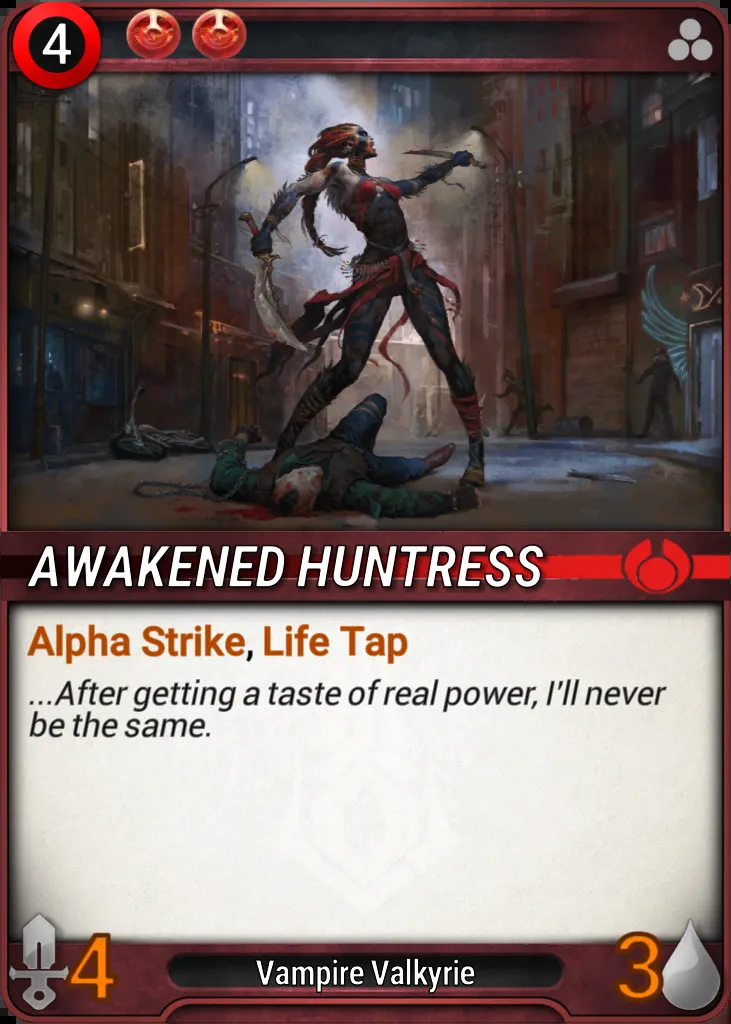 4
AWAKENED HUNTRESS
Alpha Strike, Life Tap
...After getting a taste of real power, I'll never
be the same.
4
Vampire Valkyrie
3